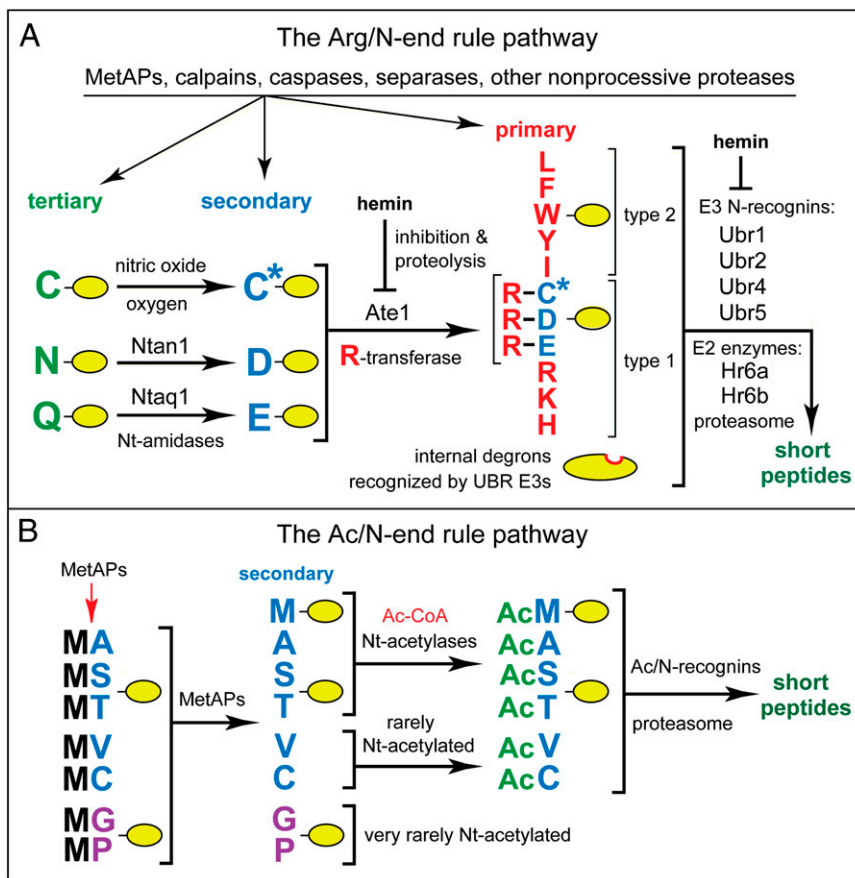 A
The Arg/N-end rule pathway
MetAPs, calpains, caspases, separases, other nonprocessive proteases
primary
tertiary
secondary
hemin
inhibition &
proteolysis
Ate1
R-transferase
C
nitric oxide
oxygen
C*
N
Ntan1
D
Q
Ntaq1
Nt-amidases
E
L
F
W
Y
I
R-C*
R-D
R-E
R
K
H
type 2
type 1
internal degrons
recognized by UBR E3s
hemin
E3 N-recognins:
Ubr1
Ubr2
Ubr4
Ubr5
E2 enzymes:
Hr6a
Hr6b
proteasome
short
peptides
B
The Ac/N-end rule pathway
MetAPs
MA
MS
MT
MV
MC
MG
MP
MetAPs
secondary
M
A
S
T
V
C
G
P
Ac-CoA
Nt-acetylases
rarely
Nt-acetylated
very rarely Nt-acetylated
AcM
AcA
AcS
AcT
AcV
AcC
Ac/N-recognins
proteasome
short
peptides